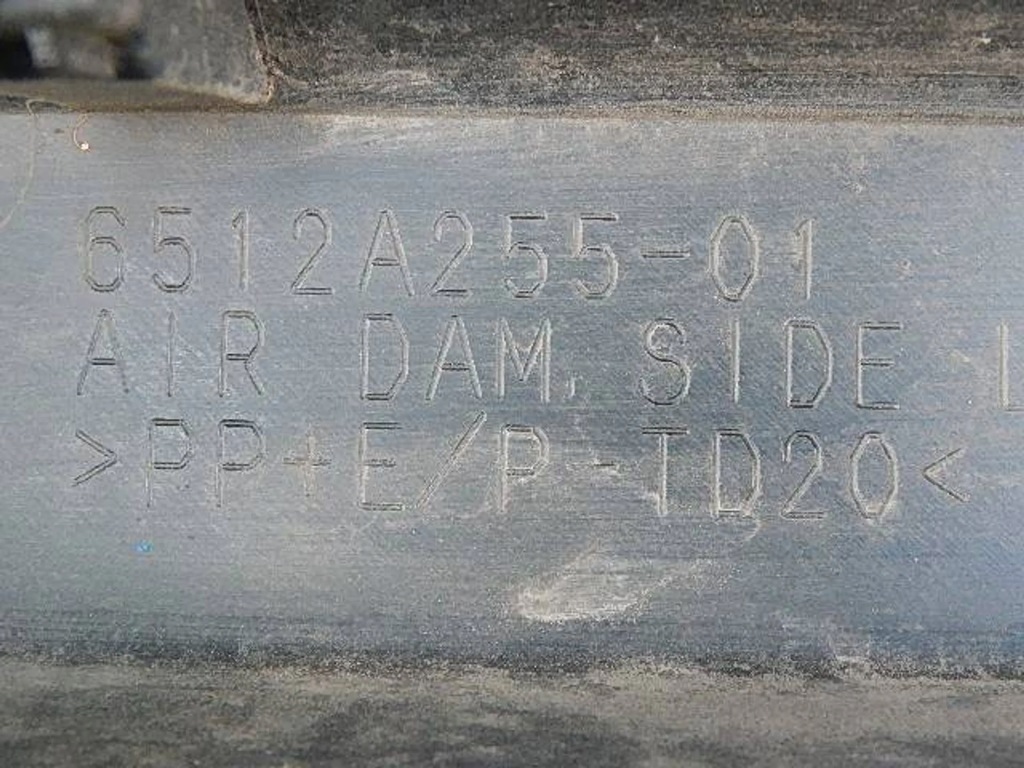 6512A255-01
AIR DAM, SIDE L
>PP+E/P-TD20<